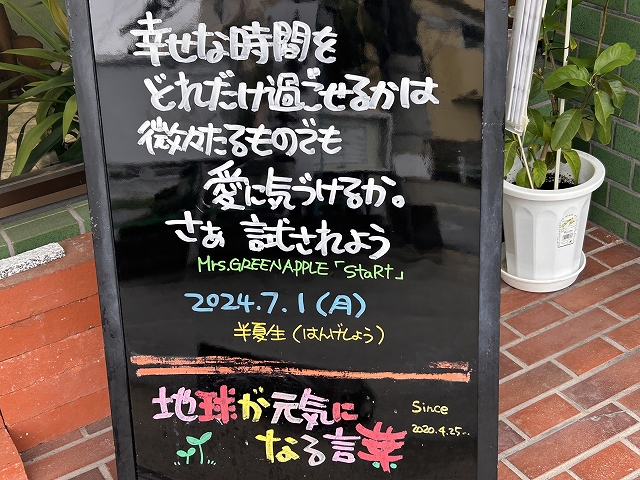 幸せな時間を
どれだけ過ごせるかは
微々たるものでも
愛に気づけるか。
さぁ 試されよう
Mrs.GREEN APPLE「StaRt」
2024.7.1(月)
半夏生(はんげしょう)
地球が元気に
なる言葉
Since
2020.4.25~